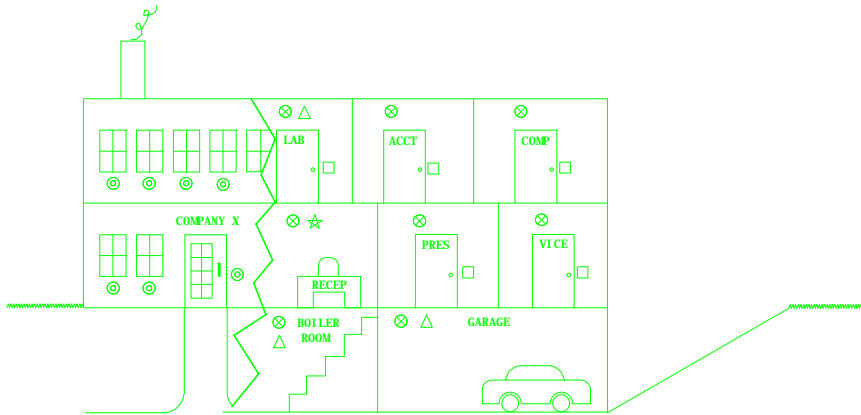 LAB
ACCT
COMP
COMPANY X
PRES
VICE
RECEP
BOILER
ROOM
GARAGE